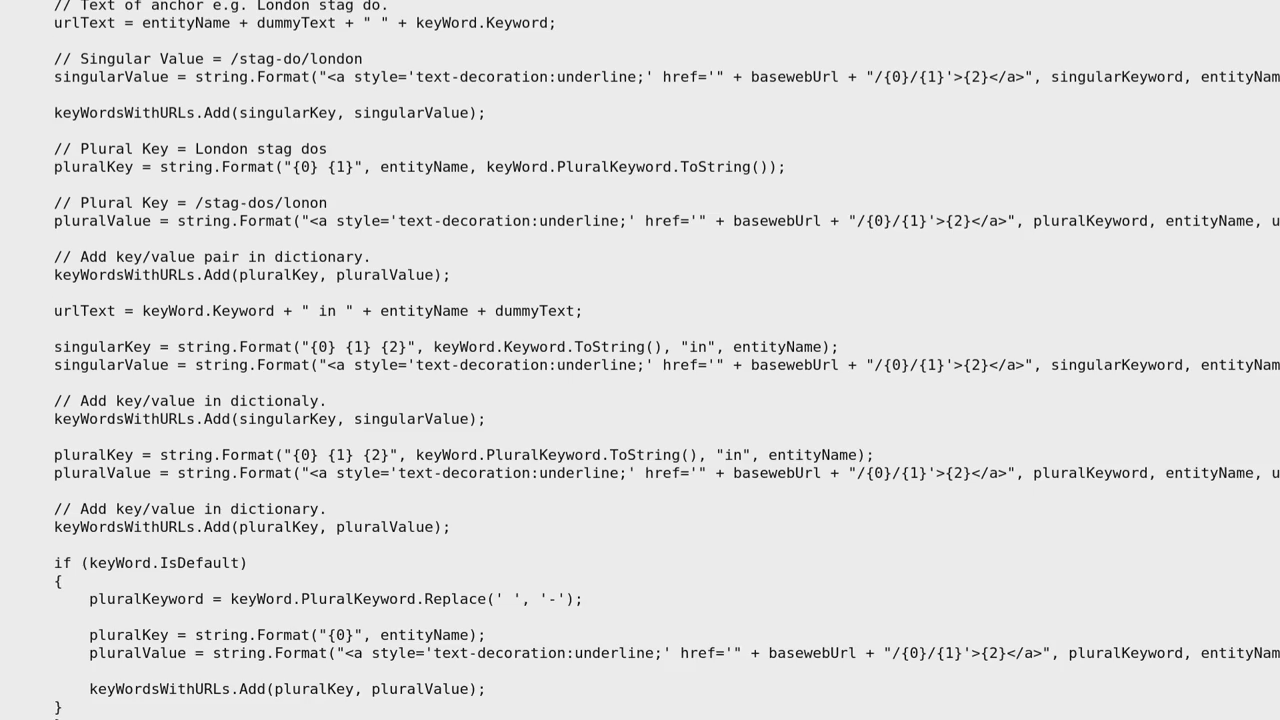 // Text of anchor e.g. London stag do.
urlText = entityName + dummyText + " " + keyWord.Keyword;
// Singular Value = /stag-do/london
singularValue = string.Format("<a style='text-decoration:underline;' href='" + basewebUrl + "/{0}/{1}'>{2}</a>", singularKeyword, entityNam
keyWordsWithURLs.Add(singularKey, singularValue);
// Plural Key = London stag dos
pluralKey = string.Format("{0} {1}", entityName, keyWord.PluralKeyword.ToString());
// Plural Key = /stag-dos/lonon
pluralValue = string.Format("<a style='text-decoration:underline;' href='" + basewebUrl + "/{0}/{1}'>{2}</a>", pluralKeyword, entityName, u
// Add key/value pair in dictionary.
keyWordsWithURLs.Add(pluralKey, pluralValue);
urlText = keyWord.Keyword + " in " + entityName + dummyText;
singularKey = string.Format("{0} {1} {2}", keyWord.Keyword.ToString(), "in", entityName);
singularValue = string.Format("<a style='text-decoration:underline;' href='" + basewebUrl + "/{0}/{1}'>{2}</a>", singularKeyword, entityNam
// Add key/value in dictionaly.
keyWordsWithURLs.Add(singularKey, singularValue);
pluralKey = string.Format("{0} {1} {2}", keyWord.PluralKeyword.ToString(), "in", entityName);
pluralValue = string.Format("<a style='text-decoration:underline;' href='" + basewebUrl + "/{0}/{1}'>{2}</a>", pluralKeyword, entityName, u
// Add key/value in dictionary.
keyWordsWithURLs.Add(pluralKey, pluralValue);
if (keyWord.IsDefault)
{
pluralKeyword = keyWord.PluralKeyword.Replace(' ', '-');
pluralKey = string.Format("{0}", entityName);
pluralValue = string.Format("<a style='text-decoration:underline;' href='" + basewebUrl + "/{0}/{1}'>{2}</a>", pluralKeyword, entityNam
keyWordsWithURLs.Add(pluralKey, pluralValue);
}